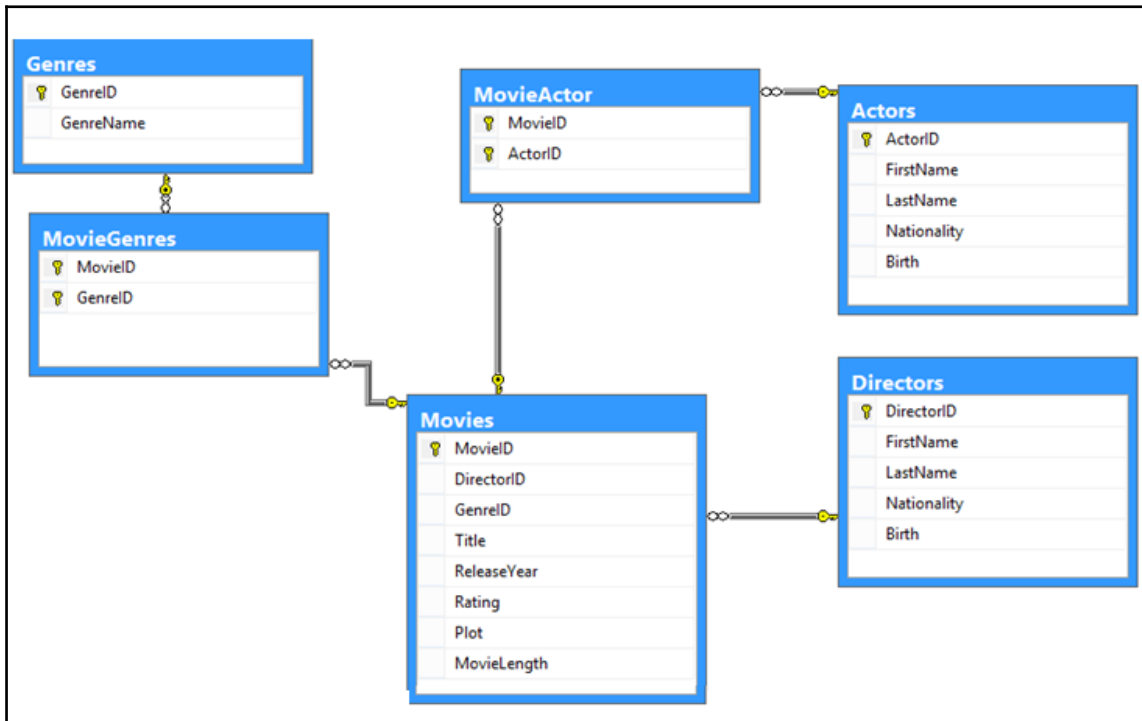 Genres
GenreID
GenreName
MovieGenres
MovieID
GenreID
MovieActor
MovieID
ActorID
Actors
ActorID
FirstName
LastName
Nationality
Birth
Movies
MovieID
DirectorID
GenreID
Title
ReleaseYear
Rating
Plot
MovieLength
Directors
DirectorID
FirstName
LastName
Nationality
Birth